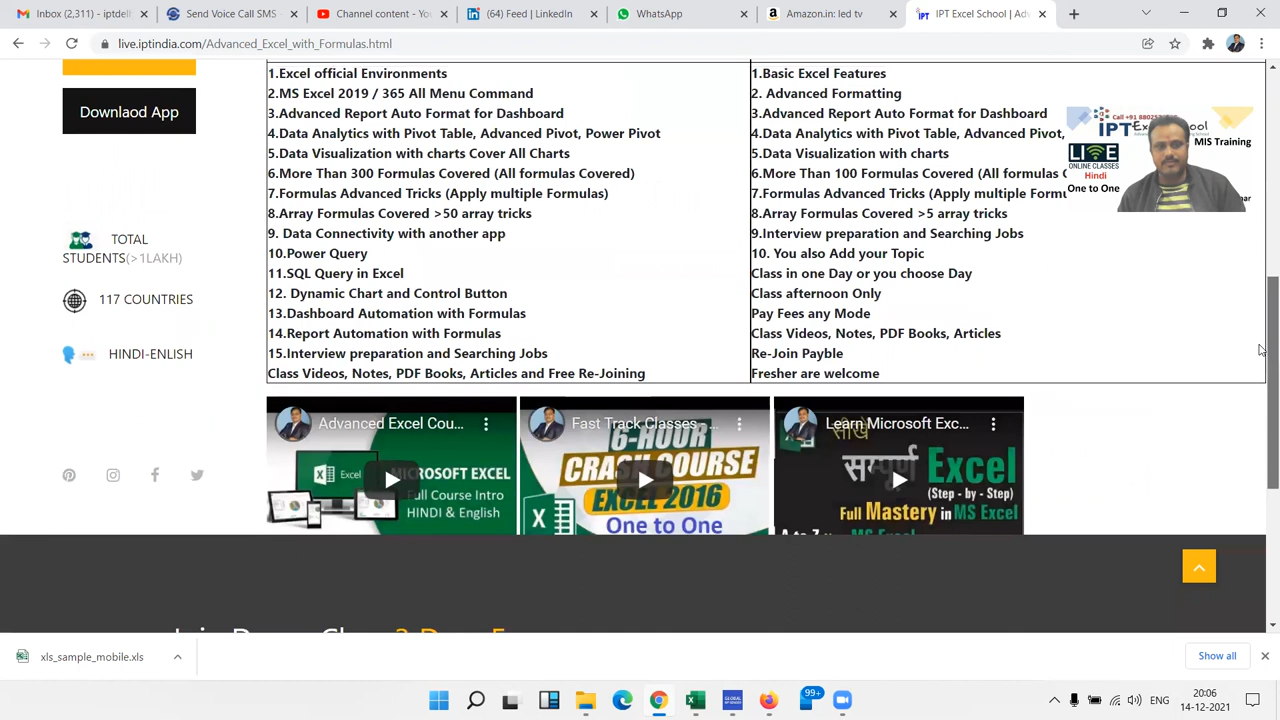 Inbox (2,311) - iptdel
Send Voice Call SMS -
Channel content - You
(64) Feed | LinkedIn
WhatsApp
Amazon.in: led tv
IPT Excel School | Adv
live.iptindia.com/Advanced_Excel_with_Formulas.html
Downlaod App
TOTAL
STUDENTS(>1LAKH)
117 COUNTRIES
HINDI-ENLISH
1.Excel official Environments
2.MS Excel 2019 / 365 All Menu Command
3.Advanced Report Auto Format for Dashboard
4.Data Analytics with Pivot Table, Advanced Pivot, Power Pivot
5.Data Visualization with charts Cover All Charts
6.More Than 300 Formulas Covered (All formulas Covered)
7.Formulas Advanced Tricks (Apply multiple Formulas)
8.Array Formulas Covered >50 array tricks
9. Data Connectivity with another app
10.Power Query
11.SQL Query in Excel
12. Dynamic Chart and Control Button
13.Dashboard Automation with Formulas
14.Report Automation with Formulas
15.Interview preparation and Searching Jobs
Class Videos, Notes, PDF Books, Articles and Free Re-Joining
1.Basic Excel Features
2. Advanced Formatting
3.Advanced Report Auto Format for Dashboard
4.Data Analytics with Pivot Table, Advanced Pivot,
5.Data Visualization with charts
6.More Than 100 Formulas Covered (All formulas
7.Formulas Advanced Tricks (Apply multiple Formu
8.Array Formulas Covered >5 array tricks
9.Interview preparation and Searching Jobs
10. You also Add your Topic
Class in one Day or you choose Day
Class afternoon Only
Pay Fees any Mode
Class Videos, Notes, PDF Books, Articles
Re-Join Payble
Fresher are welcome
Call +91 880252
IPT Excel School
MIS Training
LIVE
ONLINE CLASSES
Hindi
One to One
Advanced Excel Cou...
Excel
MICROSOFT EXCEL
Full Course Intro
HINDI & English
Fast Track Classes - ...
6-HOUR
CRASH COURSE
EXCEL 2016
One to One
Learn Microsoft Exc...
सीखे
सम्पूर्ण Excel
(Step - by - Step)
Full Mastery in MS Excel
xls_sample_mobile.xls
Show all
99+
ENG
20:06
14-12-2021